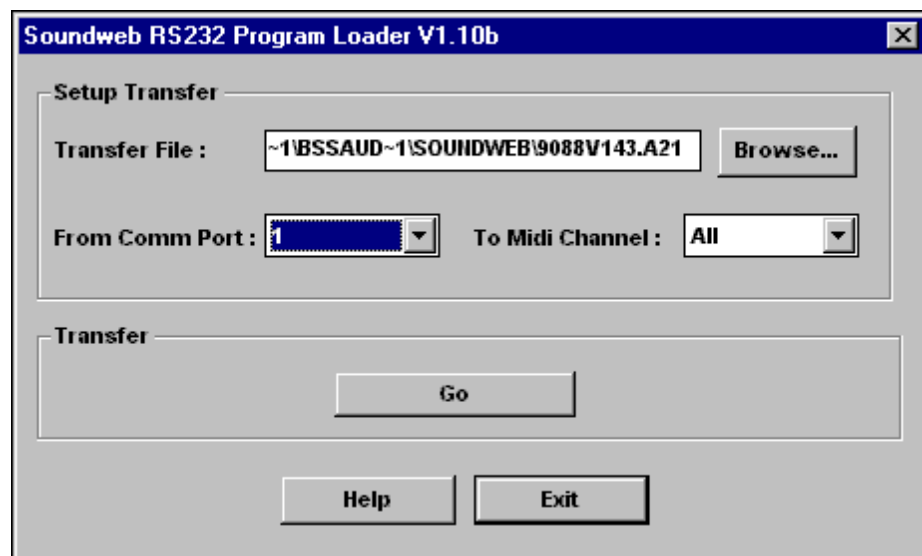 Soundweb RS232 Program Loader V1.10b
Setup Transfer
Transfer File : ~1\BSSAUD~1\SOUNDWEB\9088V143.A21 Browse...
From Comm Port : 1 To Midi Channel : All
Transfer
Go
Help Exit